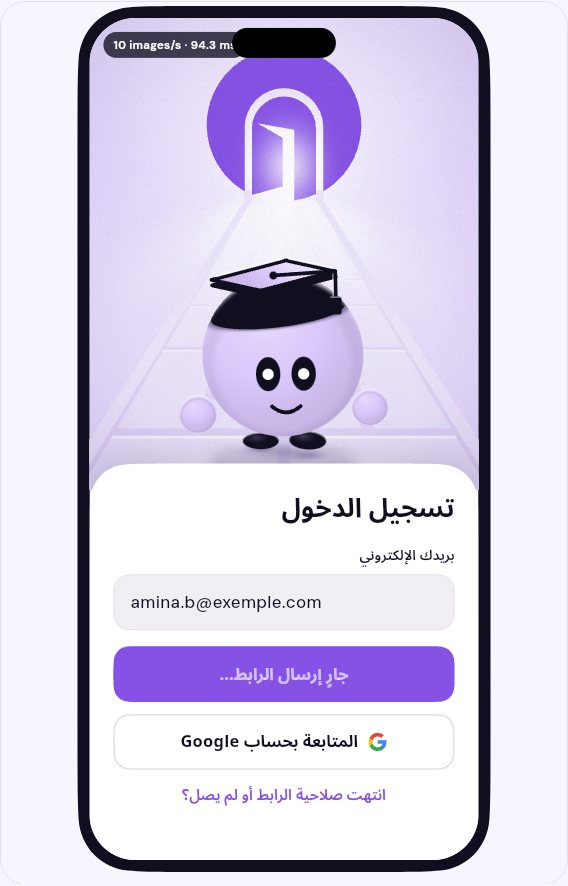 10 images/s · 94.3 ms
تسجيل الدخول
بريدك الإلكتروني
amina.b@exemple.com
جارٍ إرسال الرابط...
المتابعة بحساب Google
انتهت صلاحية الرابط أو لم يصل؟